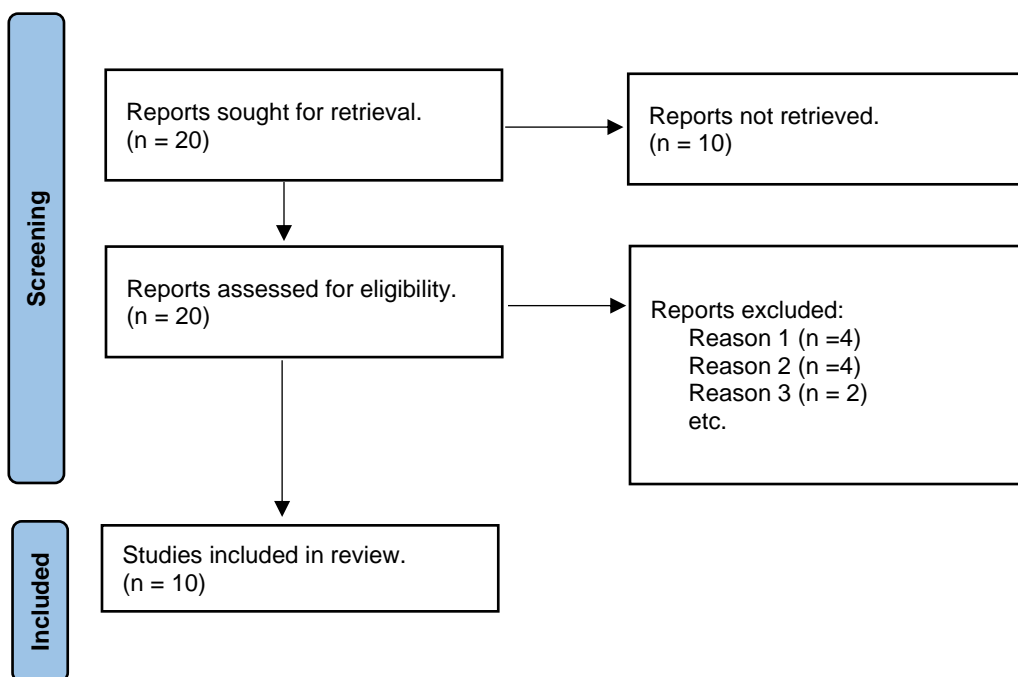 Screening
Reports sought for retrieval.
(n = 20)
Reports not retrieved.
(n = 10)
Reports assessed for eligibility.
(n = 20)
Reports excluded:
Reason 1 (n =4)
Reason 2 (n =4)
Reason 3 (n = 2)
etc.
Included
Studies included in review.
(n = 10)